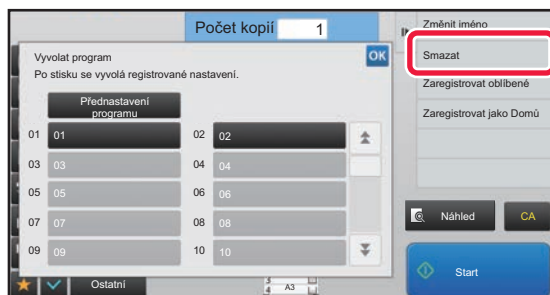 Počet kopií 1
Změnit iméno
Smazat
Zaregistrovat oblíbené
Zaregistrovat jako Domů
Vyvolat program
OK
Po stisku se vyvolá registrované nastavení.
Přednastavení
programu
01 01
02 02
03 03
04 04
05 05
06 06
07 07
08 08
09 09
10 10
Náhled
CA
Ostatní
A3
Start